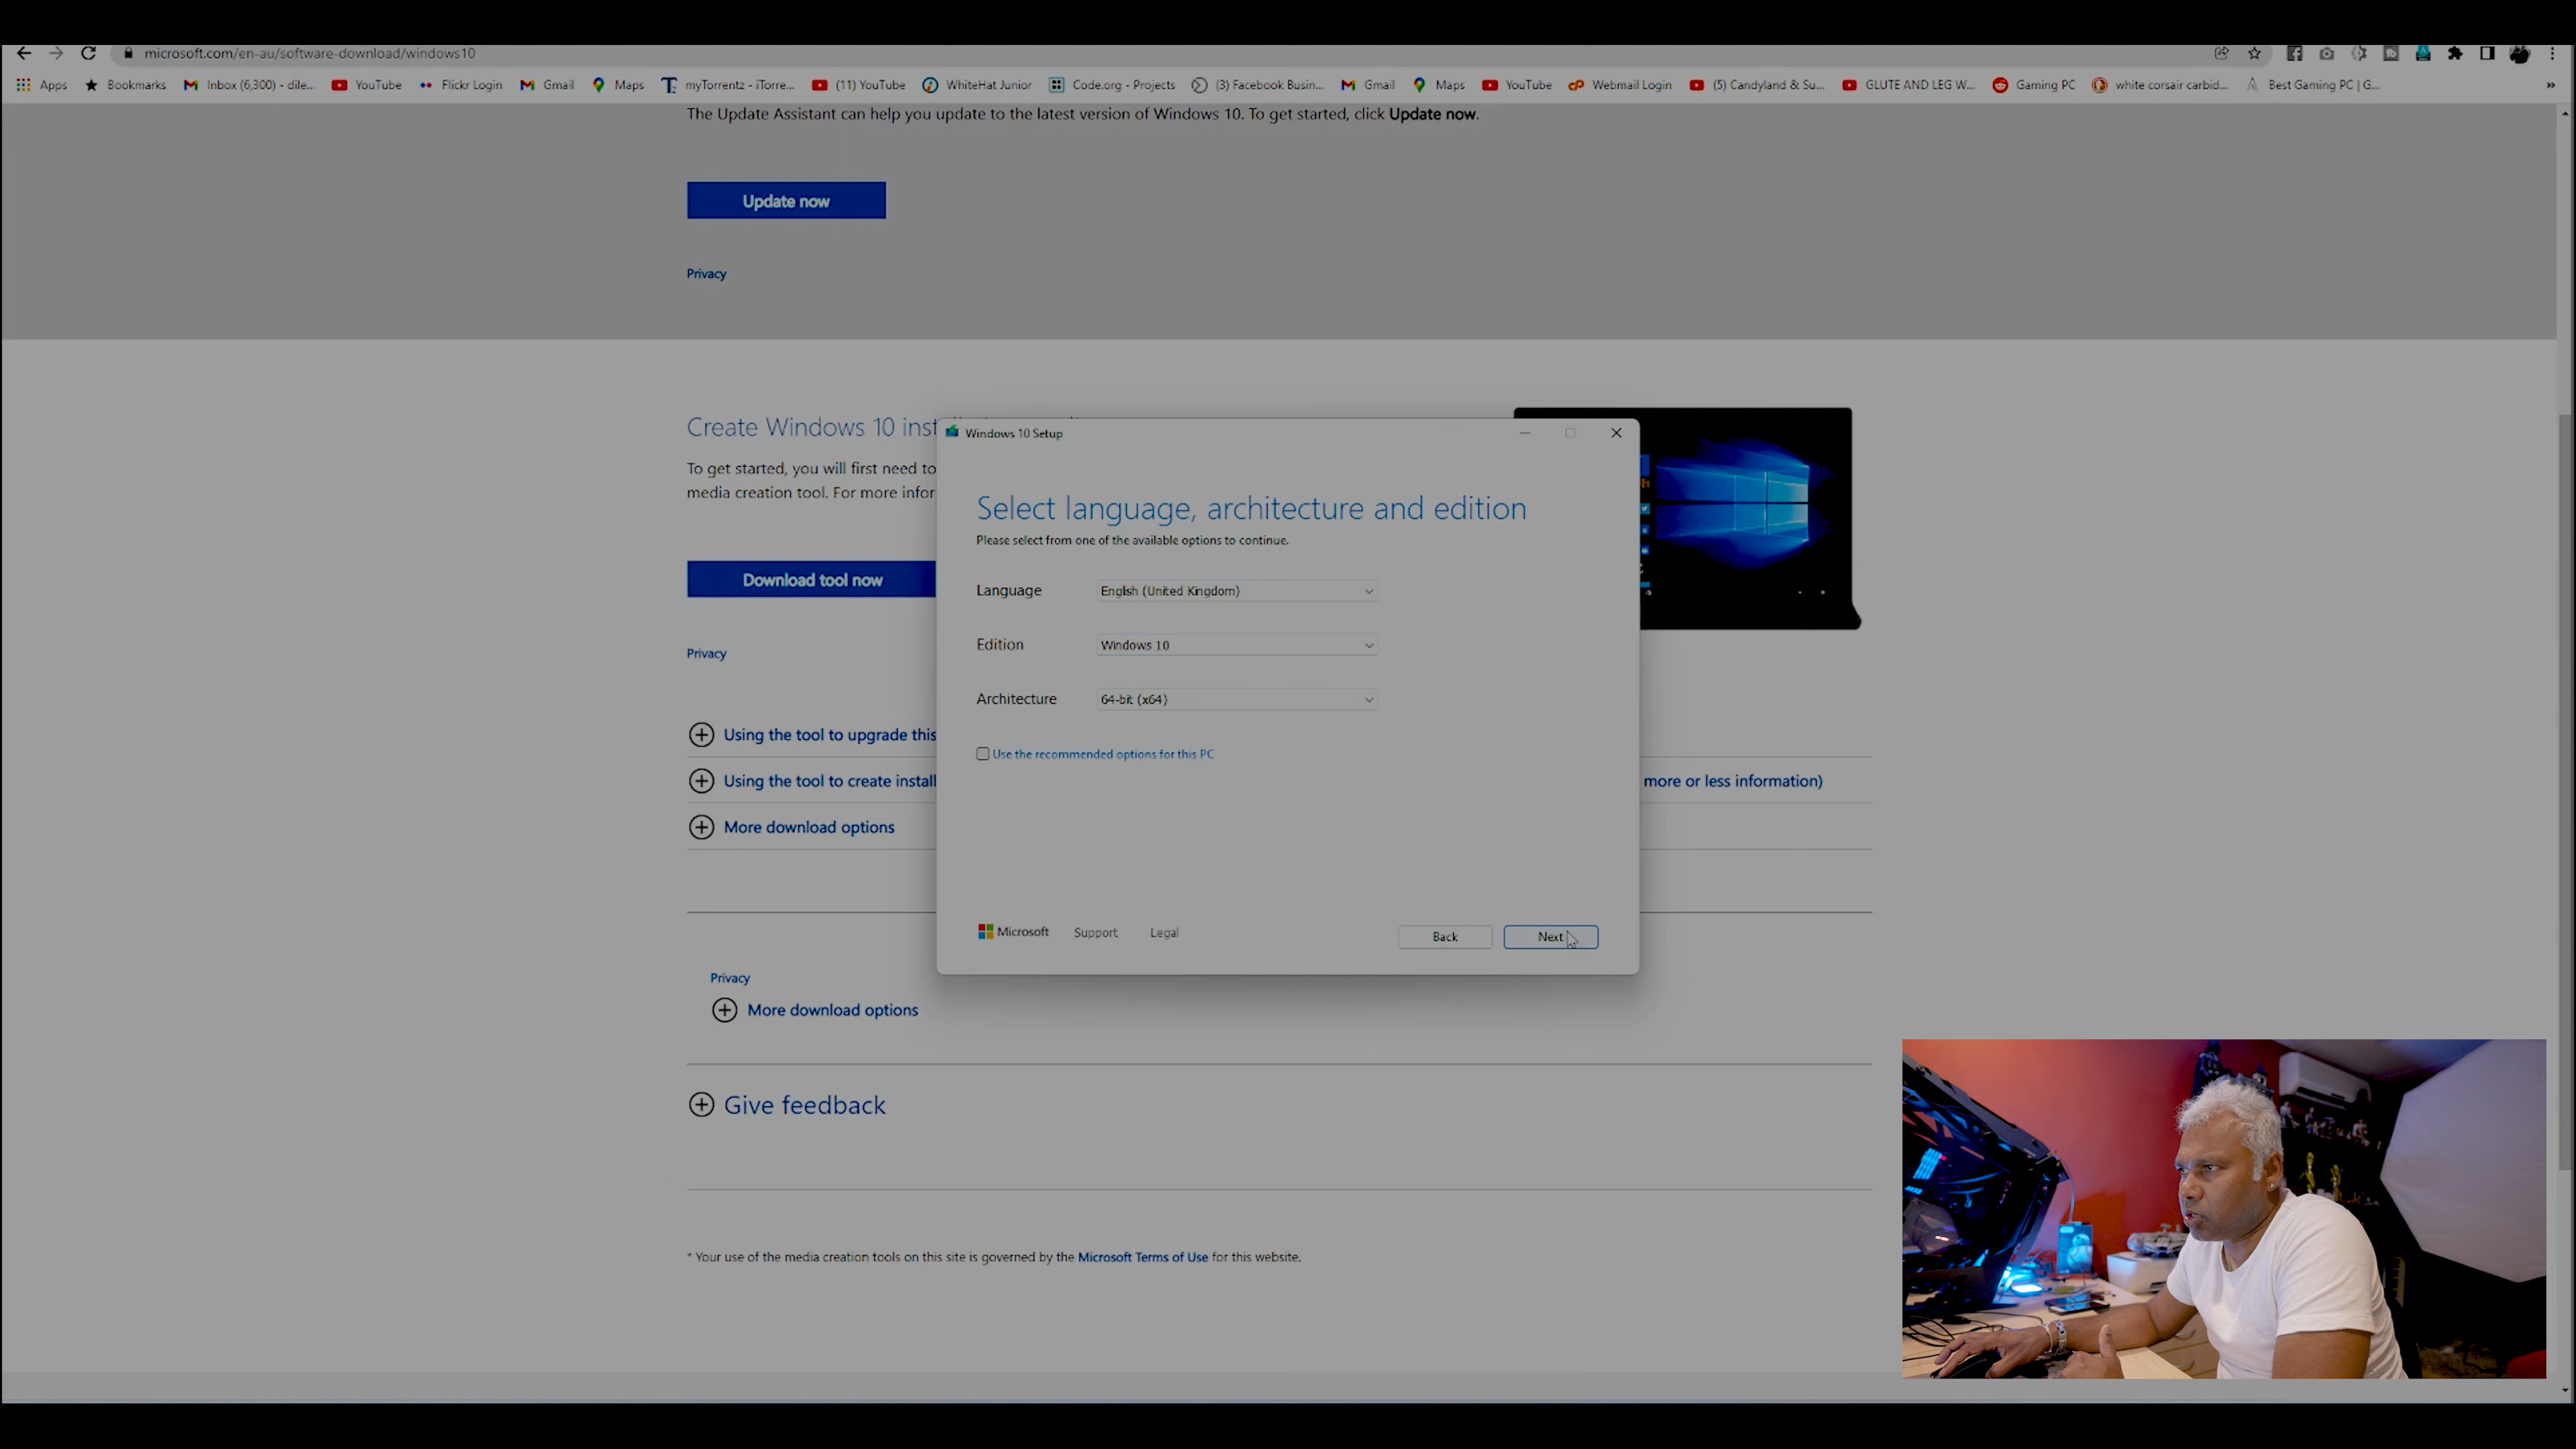 microsoft.com/en-au/software-download/windows10
Apps Bookmarks Inbox (6,300) - dile... YouTube Flickr Login Gmail Maps myTorrentz - iTorre... (11) YouTube WhiteHat Junior Code.org - Projects (3) Facebook Busin... Gmail Maps YouTube Webmail Login (5) Candyland & Su... GLUTE AND LEG W... Gaming PC white corsair carbid... Best Gaming PC | G... »
The Update Assistant can help you update to the latest version of Windows 10. To get started, click Update now.
Update now
Privacy
Create Windows 10 inst
To get started, you will first need to
media creation tool. For more infor
Download tool now
Privacy
Using the tool to upgrade this
Using the tool to create install
more or less information)
More download options
Windows 10 Setup
Select language, architecture and edition
Please select from one of the available options to continue.
Language English (United Kingdom)
Edition Windows 10
Architecture 64-bit (x64)
Use the recommended options for this PC
Microsoft Support Legal Back Next
Privacy
More download options
Give feedback
* Your use of the media creation tools on this site is governed by the Microsoft Terms of Use for this website.